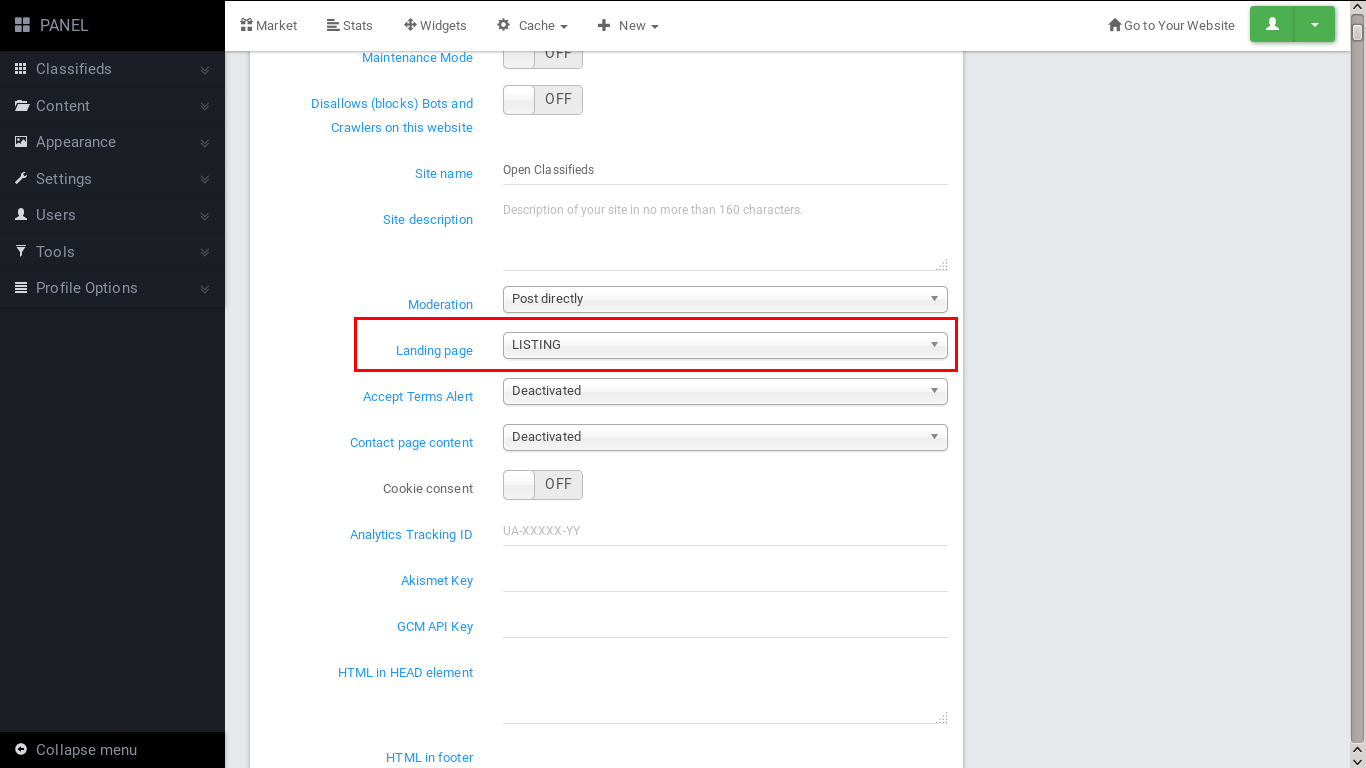 PANEL
Market
Stats
Widgets
Cache
New
Go to Your Website
Classifieds
Content
Appearance
Settings
Users
Tools
Profile Options
Collapse menu
Maintenance Mode
OFF
Disallows (blocks) Bots and
Crawlers on this website
OFF
Site name
Open Classifieds
Site description
Description of your site in no more than 160 characters.
Moderation
Post directly
Landing page
LISTING
Accept Terms Alert
Deactivated
Contact page content
Deactivated
Cookie consent
OFF
Analytics Tracking ID
UA-XXXXX-YY
Akismet Key
GCM API Key
HTML in HEAD element
HTML in footer